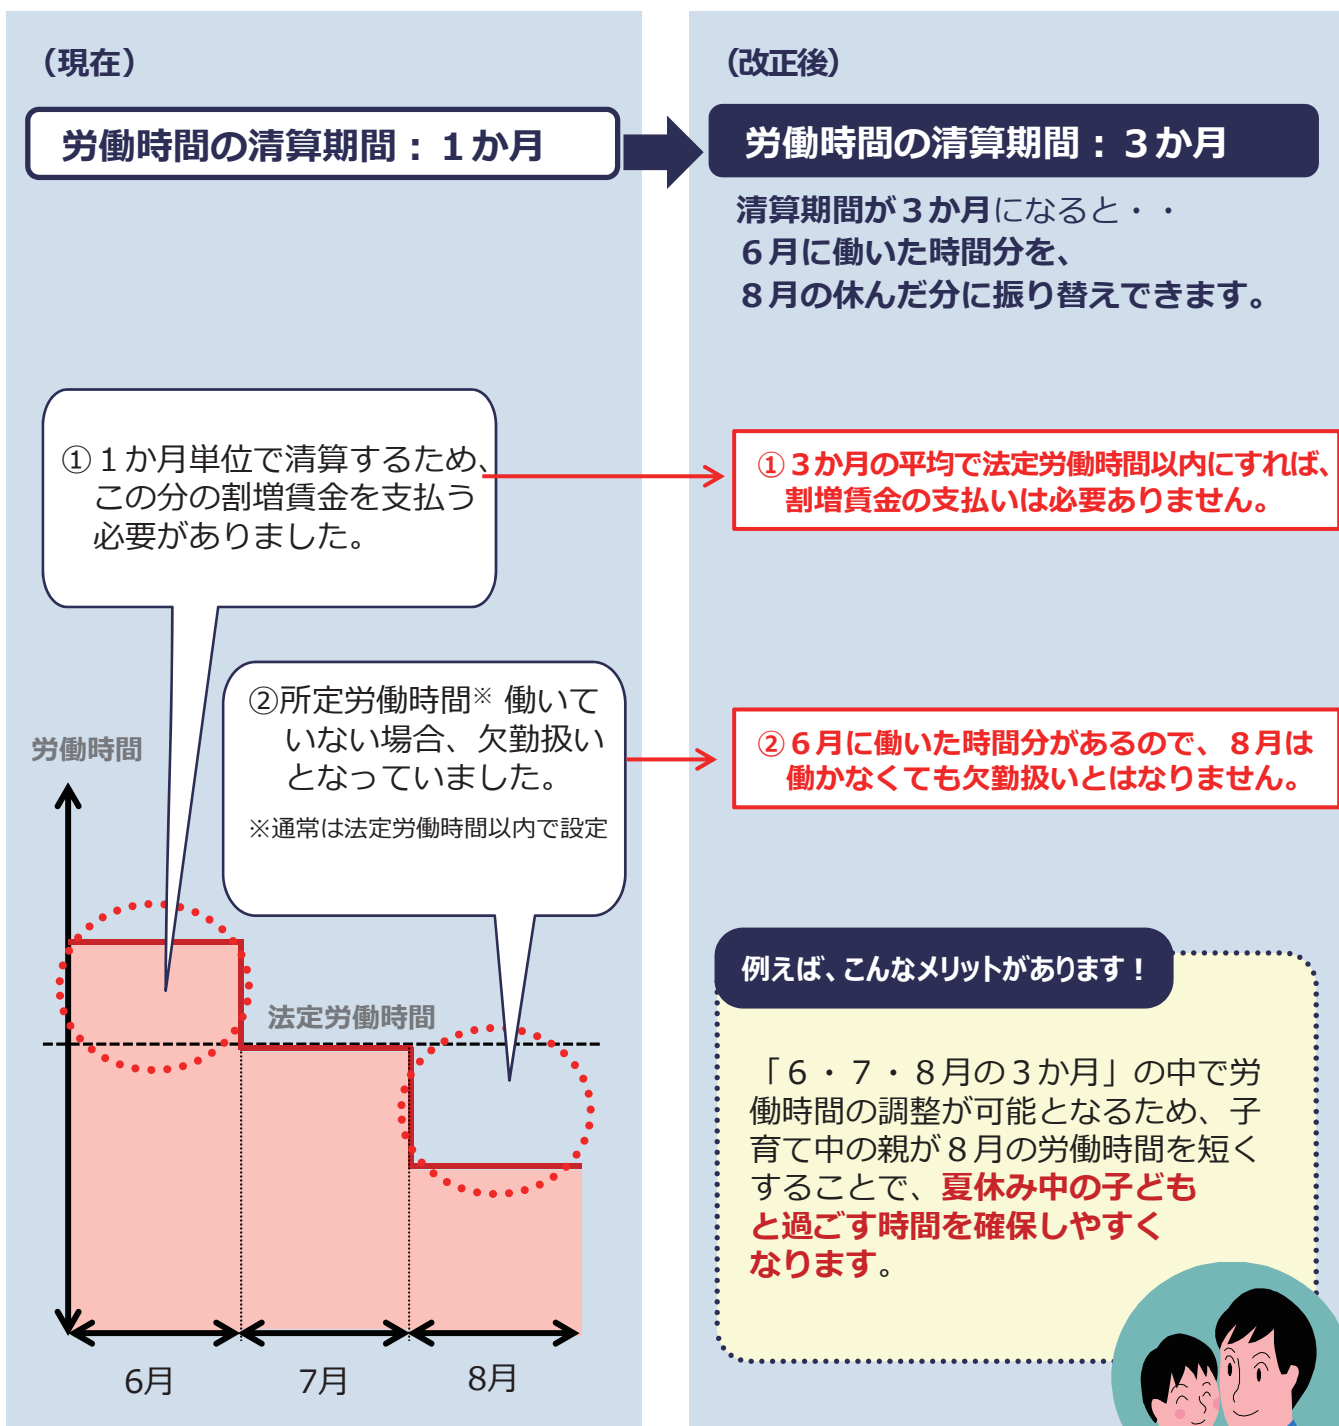 （現在）
労働時間の清算期間：１か月
①１か月単位で清算するため、
この分の割増賃金を支払う
必要がありました。
②所定労働時間※ 働いて
いない場合、欠勤扱い
となっていました。
※通常は法定労働時間以内で設定
労働時間
法定労働時間
6月
7月
8月
（改正後）
労働時間の清算期間：３か月
清算期間が３か月になると・・
６月に働いた時間分を、
８月の休んだ分に振り替えできます。
①３か月の平均で法定労働時間以内にすれば、
割増賃金の支払いは必要ありません。
②６月に働いた時間分があるので、８月は
働かなくても欠勤扱いとはなりません。
例えば、こんなメリットがあります！
「６・７・８月の３か月」の中で労
働時間の調整が可能となるため、子
育て中の親が８月の労働時間を短く
することで、夏休み中の子ども
と過ごす時間を確保しやすく
なります。